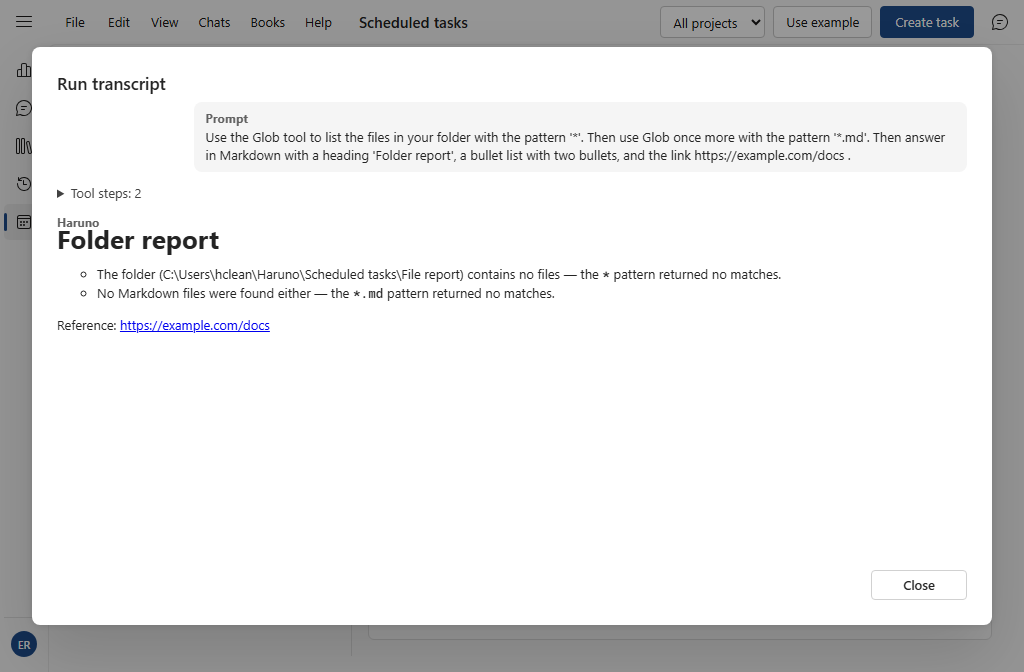 File Edit View Chats Books Help Scheduled tasks All projects Use example Create task
Run transcript
Prompt
Use the Glob tool to list the files in your folder with the pattern '*'. Then use Glob once more with the pattern '*.md'. Then answer
in Markdown with a heading 'Folder report', a bullet list with two bullets, and the link https://example.com/docs .
Tool steps: 2
Haruno
Folder report
The folder (C:\Users\hclean\Haruno\Scheduled tasks\File report) contains no files — the * pattern returned no matches.
No Markdown files were found either — the *.md pattern returned no matches.
Reference: https://example.com/docs
Close
ER